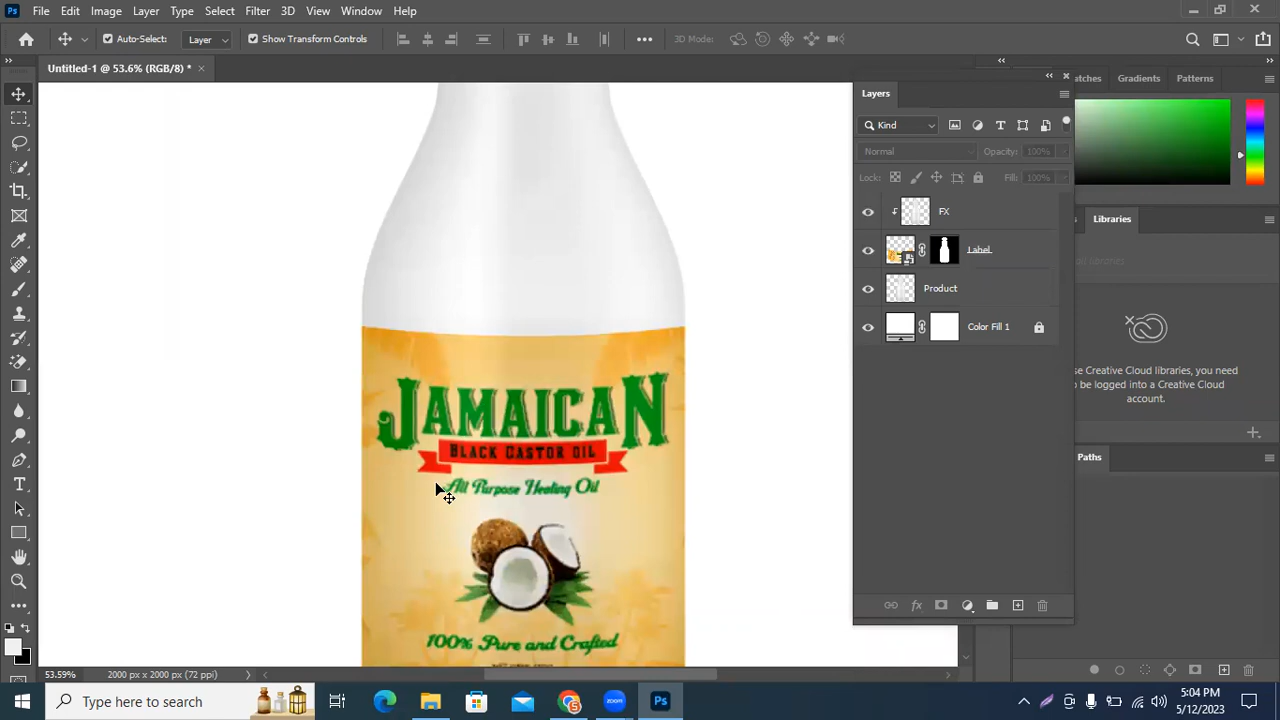 Ps File Edit Image Layer Type Select Filter 3D View Window Help
Auto-Select: Layer Show Transform Controls 3D Mode:
Untitled-1 @ 53.6% (RGB/8) *
Layers
Gradients Patterns
Kind
Normal Opacity: 100%
Lock: Fill: 100%
FX
Label
Product
Color Fill 1
Libraries
Creative Cloud libraries, you need
be logged into a Creative Cloud
account.
Paths
JAMAICAN
BLACK CASTOR OIL
All Purpose Healing Oil
100% Pure and Crafted
53.59% 2000 px x 2000 px (72 ppi)
Type here to search
zoom
Ps
5:04 PM
5/12/2023